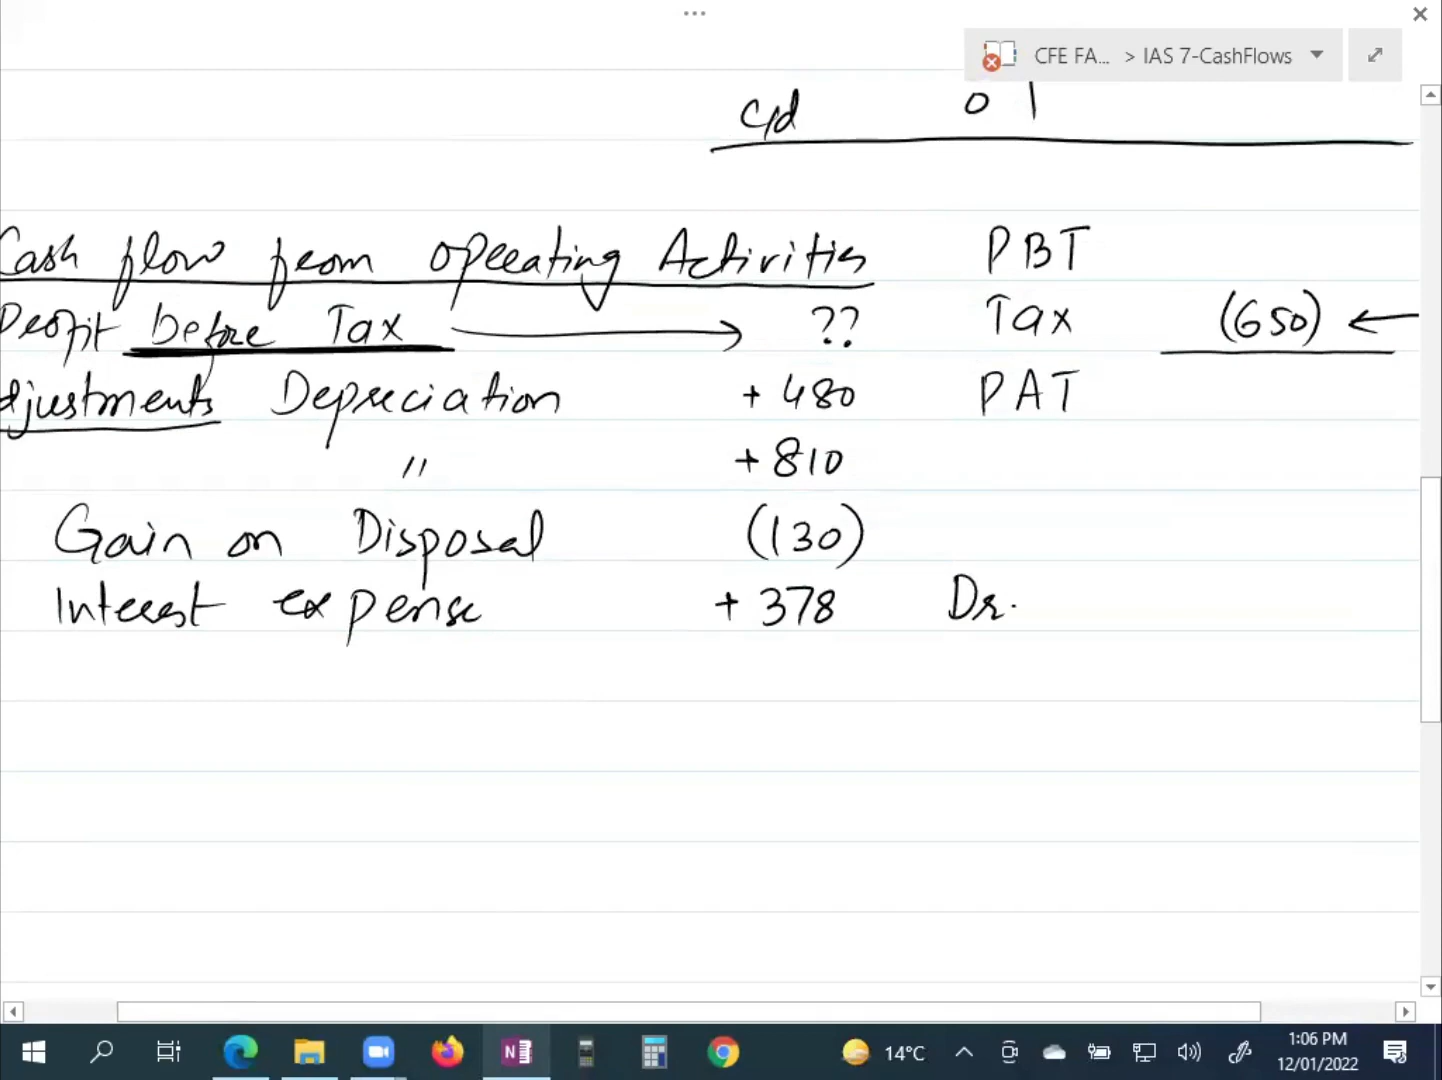 CFE FA... > IAS 7-CashFlows
c/d 0
Cash flow from operating Activities PBT
Profit before Tax ?? Tax (650)
djustments Depreciation + 480 PAT
" + 810
Gain on Disposal (130)
Interest expense + 378 Dr.
14°C
1:06 PM
12/01/2022